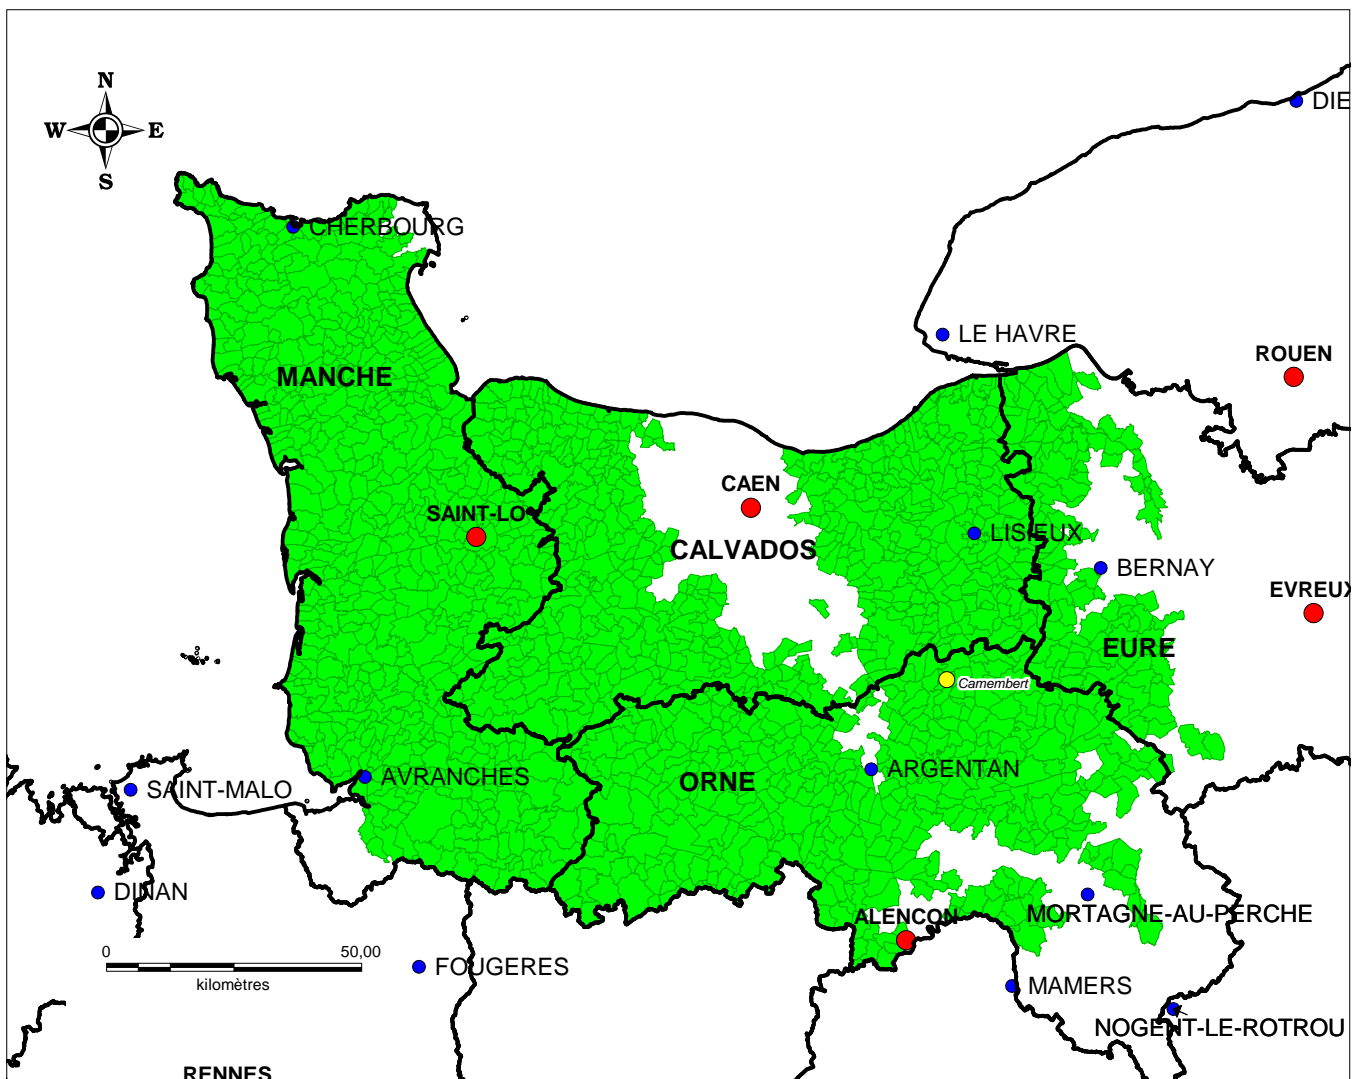 N
W E
S
DIE
CHERBOURG
LE HAVRE
ROUEN
MANCHE
CAEN
SAINT-LO
LISIEUX
CALVADOS
BERNAY
EVREUX
EURE
Camembert
AVRANCHES
ARGENTAN
ORNE
SAINT-MALO
DINAN
MORTAGNE-AU-PERCHE
ALENCON
0 50,00
kilomètres
FOUGERES
MAMERS
NOGENT-LE-ROTROU
RENNES